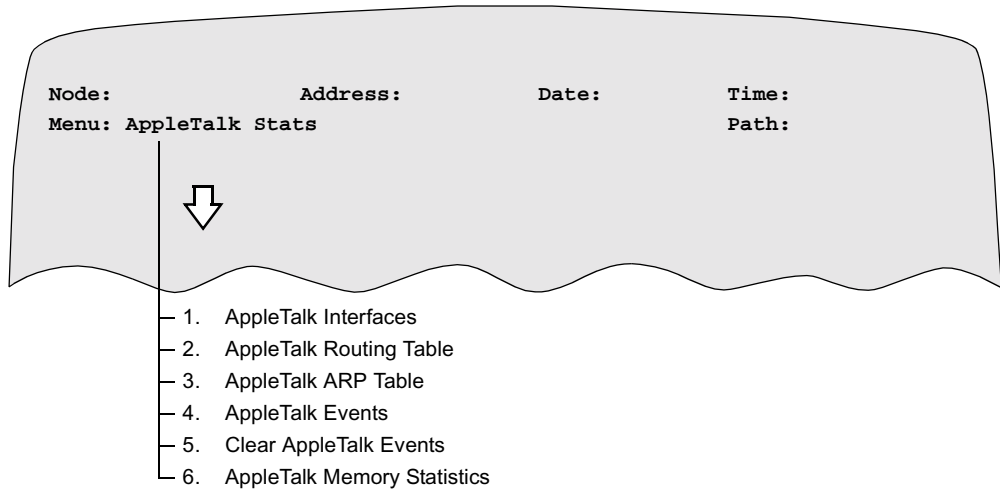 Node: Address: Date: Time:
Menu: AppleTalk Stats Path:
1. AppleTalk Interfaces
2. AppleTalk Routing Table
3. AppleTalk ARP Table
4. AppleTalk Events
5. Clear AppleTalk Events
6. AppleTalk Memory Statistics